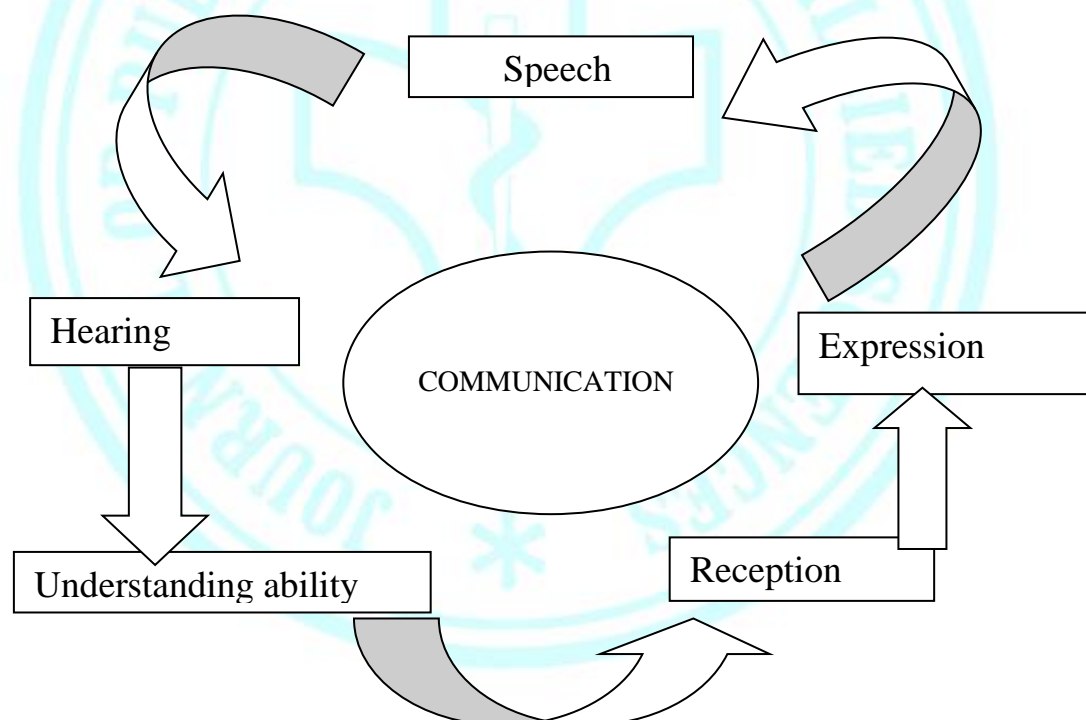 Speech
Hearing
COMMUNICATION
Expression
Understanding ability
Reception